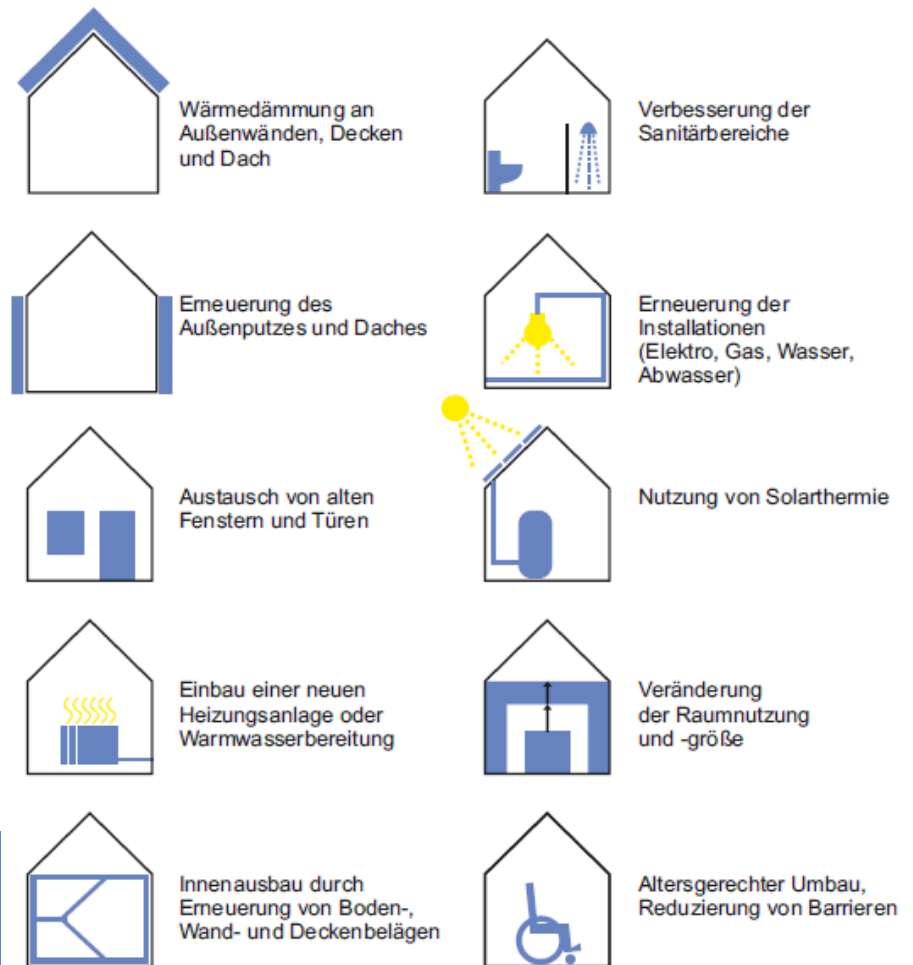 Wärmedämmung an
Außenwänden, Decken
und Dach
Verbesserung der
Sanitärbereiche
Erneuerung des
Außenputzes und Daches
Erneuerung der
Installationen
(Elektro, Gas, Wasser,
Abwasser)
Austausch von alten
Fenstern und Türen
Nutzung von Solarthermie
Einbau einer neuen
Heizungsanlage oder
Warmwasserbereitung
Veränderung
der Raumnutzung
und -größe
Innenausbau durch
Erneuerung von Boden-,
Wand- und Deckenbelägen
Altersgerechter Umbau,
Reduzierung von Barrieren